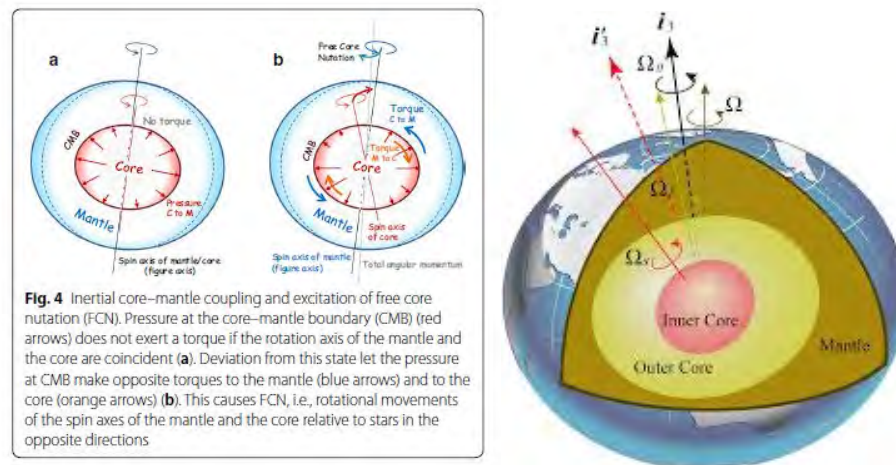 a
No torque
CMB
Core
Pressure
C to M
Mantle
Spin axis of mantle/core
(figure axis)
b
Free Core
Nutation
Torque
C to M
CMB
Torque
M to C
Core
Mantle
Spin axis
of core
Spin axis of mantle
(figure axis)
Total angular momentum
Fig. 4 Inertial core–mantle coupling and excitation of free core
nutation (FCN). Pressure at the core–mantle boundary (CMB) (red
arrows) does not exert a torque if the rotation axis of the mantle and
the core are coincident (a). Deviation from this state let the pressure
at CMB make opposite torques to the mantle (blue arrows) and to the
core (orange arrows) (b). This causes FCN, i.e., rotational movements
of the spin axes of the mantle and the core relative to stars in the
opposite directions
i₃
i′₃
Ω
Inner Core
Outer Core
Mantle